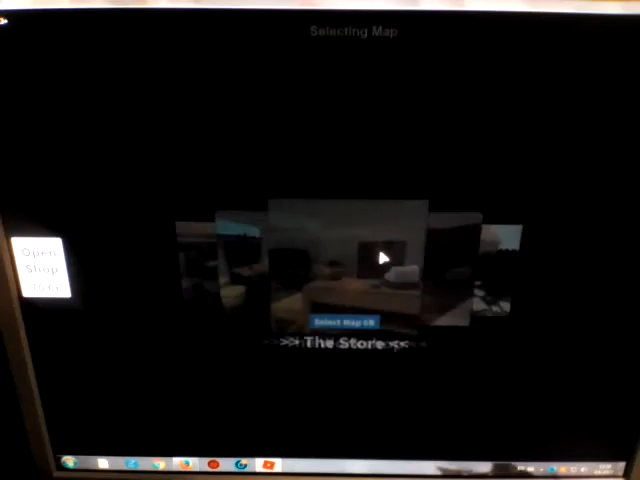 Selecting Map
Open
Shop
Select Map
>> The Store <<